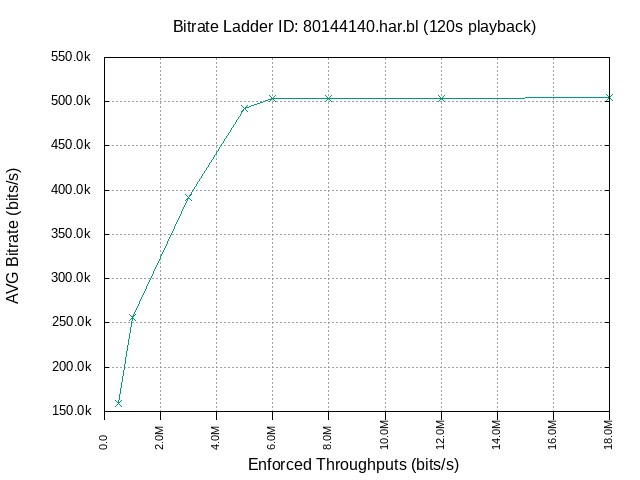 Bitrate Ladder ID: 80144140.har.bl (120s playback)
550.0k
500.0k
450.0k
400.0k
350.0k
300.0k
250.0k
200.0k
150.0k
AVG Bitrate (bits/s)
0.0
2.0M
4.0M
6.0M
8.0M
10.0M
12.0M
14.0M
16.0M
18.0M
Enforced Throughputs (bits/s)